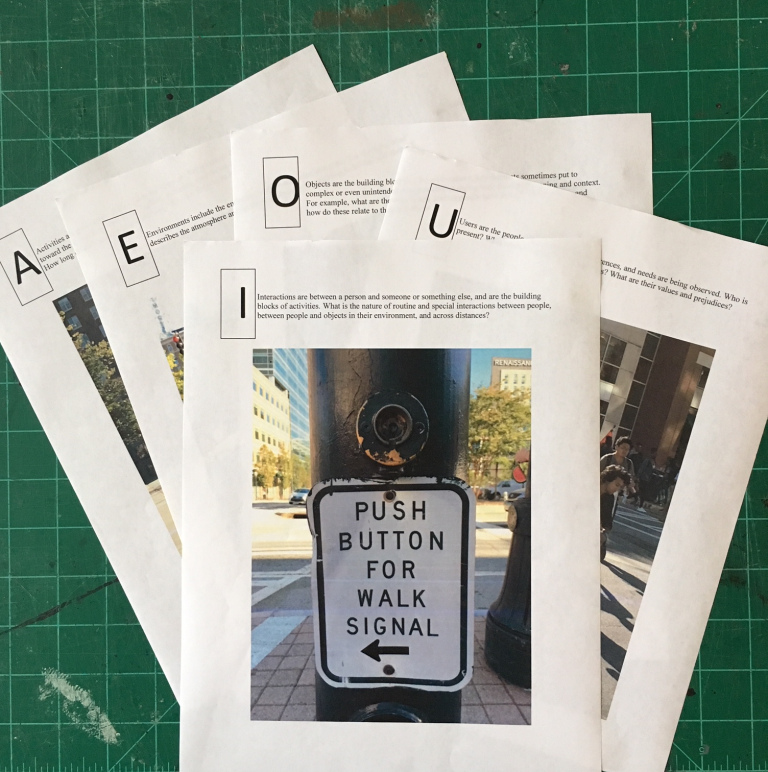 A
Activities a
toward the
How long
E
Environments include the en
describes the atmosphere a
O
Objects are the building blo
complex or even unintende
For example, what are the
how do these relate to th
sometimes put to
and context.
and
U
Users are the people
present? W
ences, and needs are being observed. Who is
s? What are their values and prejudices?
I
Interactions are between a person and someone or something else, and are the building
blocks of activities. What is the nature of routine and special interactions between people,
between people and objects in their environment, and across distances?
RENAISSAN
PUSH
BUTTON
FOR
WALK
SIGNAL